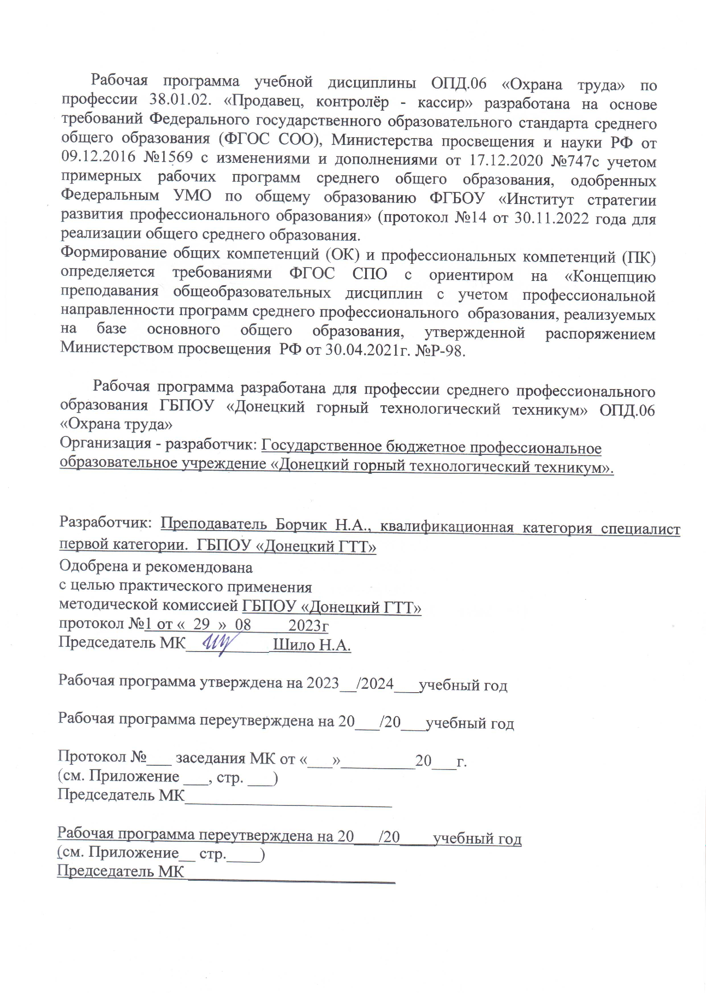 Рабочая программа учебной дисциплины ОПД.06 «Охрана труда» по
профессии 38.01.02. «Продавец, контролёр - кассир» разработана на основе
требований Федерального государственного образовательного стандарта среднего
общего образования (ФГОС СОО), Министерства просвещения и науки РФ от
09.12.2016 №1569 с изменениями и дополнениями от 17.12.2020 №747с учетом
примерных рабочих программ среднего общего образования, одобренных
Федеральным УМО по общему образованию ФГБОУ «Институт стратегии
развития профессионального образования» (протокол №14 от 30.11.2022 года для
реализации общего среднего образования.
Формирование общих компетенций (ОК) и профессиональных компетенций (ПК)
определяется требованиями ФГОС СПО с ориентиром на «Концепцию
преподавания общеобразовательных дисциплин с учетом профессиональной
направленности программ среднего профессионального образования, реализуемых
на базе основного общего образования, утвержденной распоряжением
Министерством просвещения РФ от 30.04.2021г. №Р-98.
Рабочая программа разработана для профессии среднего профессионального
образования ГБПОУ «Донецкий горный технологический техникум» ОПД.06
«Охрана труда»
Организация - разработчик: Государственное бюджетное профессиональное
образовательное учреждение «Донецкий горный технологический техникум».
Разработчик: Преподаватель Борчик Н.А., квалификационная категория специалист
первой категории. ГБПОУ «Донецкий ГТТ»
Одобрена и рекомендована
с целью практического применения
методической комиссией ГБПОУ «Донецкий ГТТ»
протокол №1 от « 29 » 08 2023г
Председатель МК__________ Шило Н.А.
Рабочая программа утверждена на 2023__/2024___учебный год
Рабочая программа переутверждена на 20___/20___учебный год
Протокол №___ заседания МК от «___»_________20___г.
(см. Приложение ___, стр. ___)
Председатель МК_________________________
Рабочая программа переутверждена на 20___/20____учебный год
(см. Приложение__ стр.____)
Председатель МК_________________________